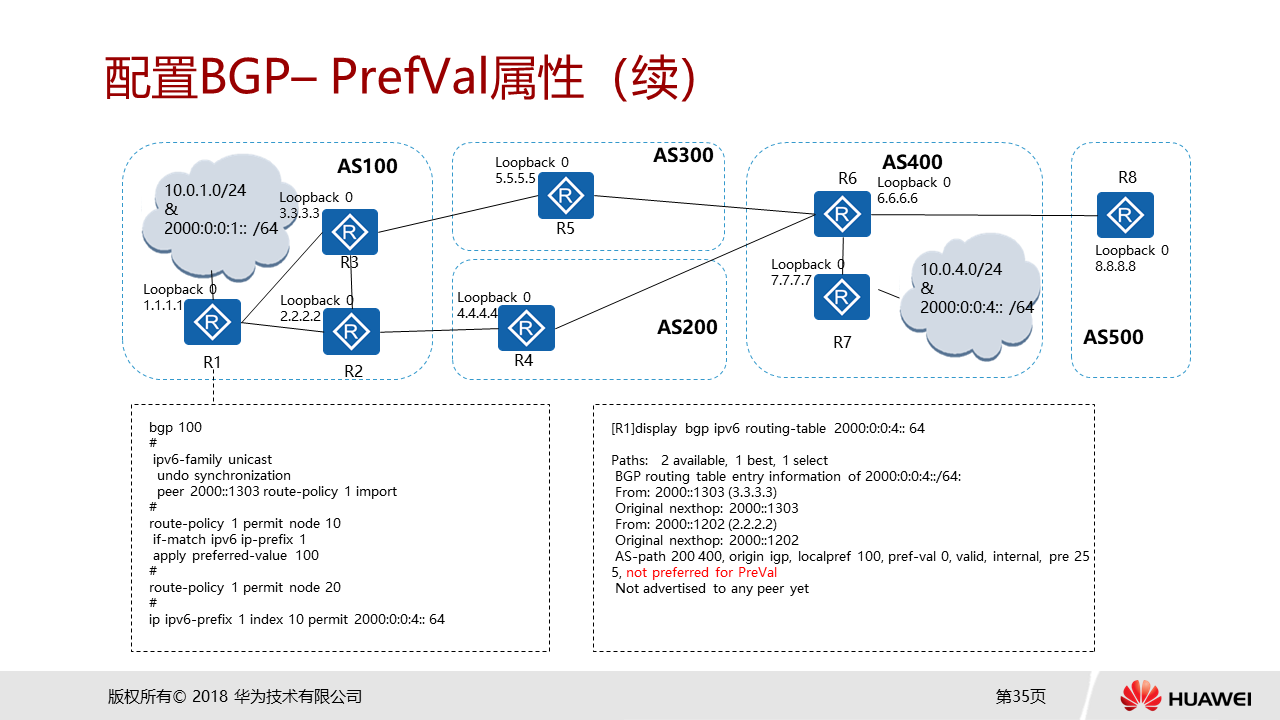 配置BGP– PrefVal属性（续）
AS100
10.0.1.0/24
&
2000:0:0:1:: /64
Loopback 0
3.3.3.3
R3
Loopback 0
1.1.1.1
R1
Loopback 0
2.2.2.2
R2
AS300
Loopback 0
5.5.5.5
R5
AS200
Loopback 0
4.4.4.4
R4
AS400
R6
Loopback 0
6.6.6.6
Loopback 0
7.7.7.7
R7
10.0.4.0/24
&
2000:0:0:4:: /64
R8
Loopback 0
8.8.8.8
AS500
bgp 100
#
ipv6-family unicast
undo synchronization
peer 2000::1303 route-policy 1 import
#
route-policy 1 permit node 10
if-match ipv6 ip-prefix 1
apply preferred-value 100
#
route-policy 1 permit node 20
#
ip ipv6-prefix 1 index 10 permit 2000:0:0:4:: 64
[R1]display bgp ipv6 routing-table 2000:0:0:4:: 64
Paths: 2 available, 1 best, 1 select
BGP routing table entry information of 2000:0:0:4::/64:
From: 2000::1303 (3.3.3.3)
Original nexthop: 2000::1303
From: 2000::1202 (2.2.2.2)
Original nexthop: 2000::1202
AS-path 200 400, origin igp, localpref 100, pref-val 0, valid, internal, pre 25
5, not preferred for PreVal
Not advertised to any peer yet
版权所有© 2018 华为技术有限公司
第35页
HUAWEI